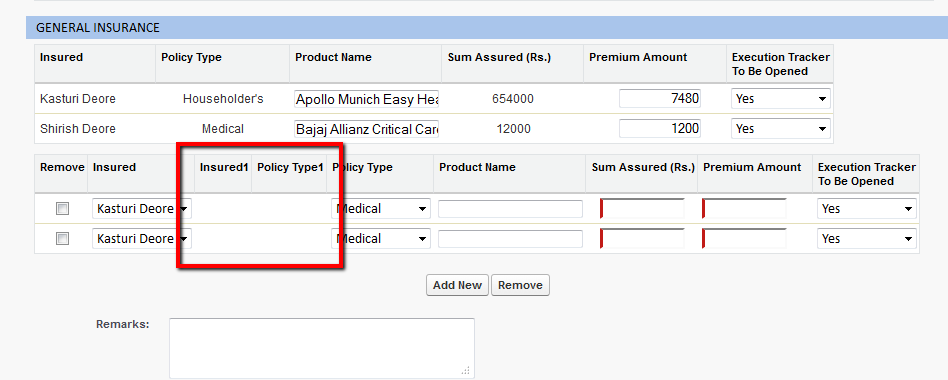 GENERAL INSURANCE
Insured Policy Type Product Name Sum Assured (Rs.) Premium Amount Execution Tracker
To Be Opened
Kasturi Deore Householder's Apollo Munich Easy Hea 654000 7480 Yes
Shirish Deore Medical Bajaj Allianz Critical Care 12000 1200 Yes
Remove Insured Insured1 Policy Type1 Policy Type Product Name Sum Assured (Rs.) Premium Amount Execution Tracker
To Be Opened
Kasturi Deore Medical Yes
Kasturi Deore Medical Yes
Add New Remove
Remarks: